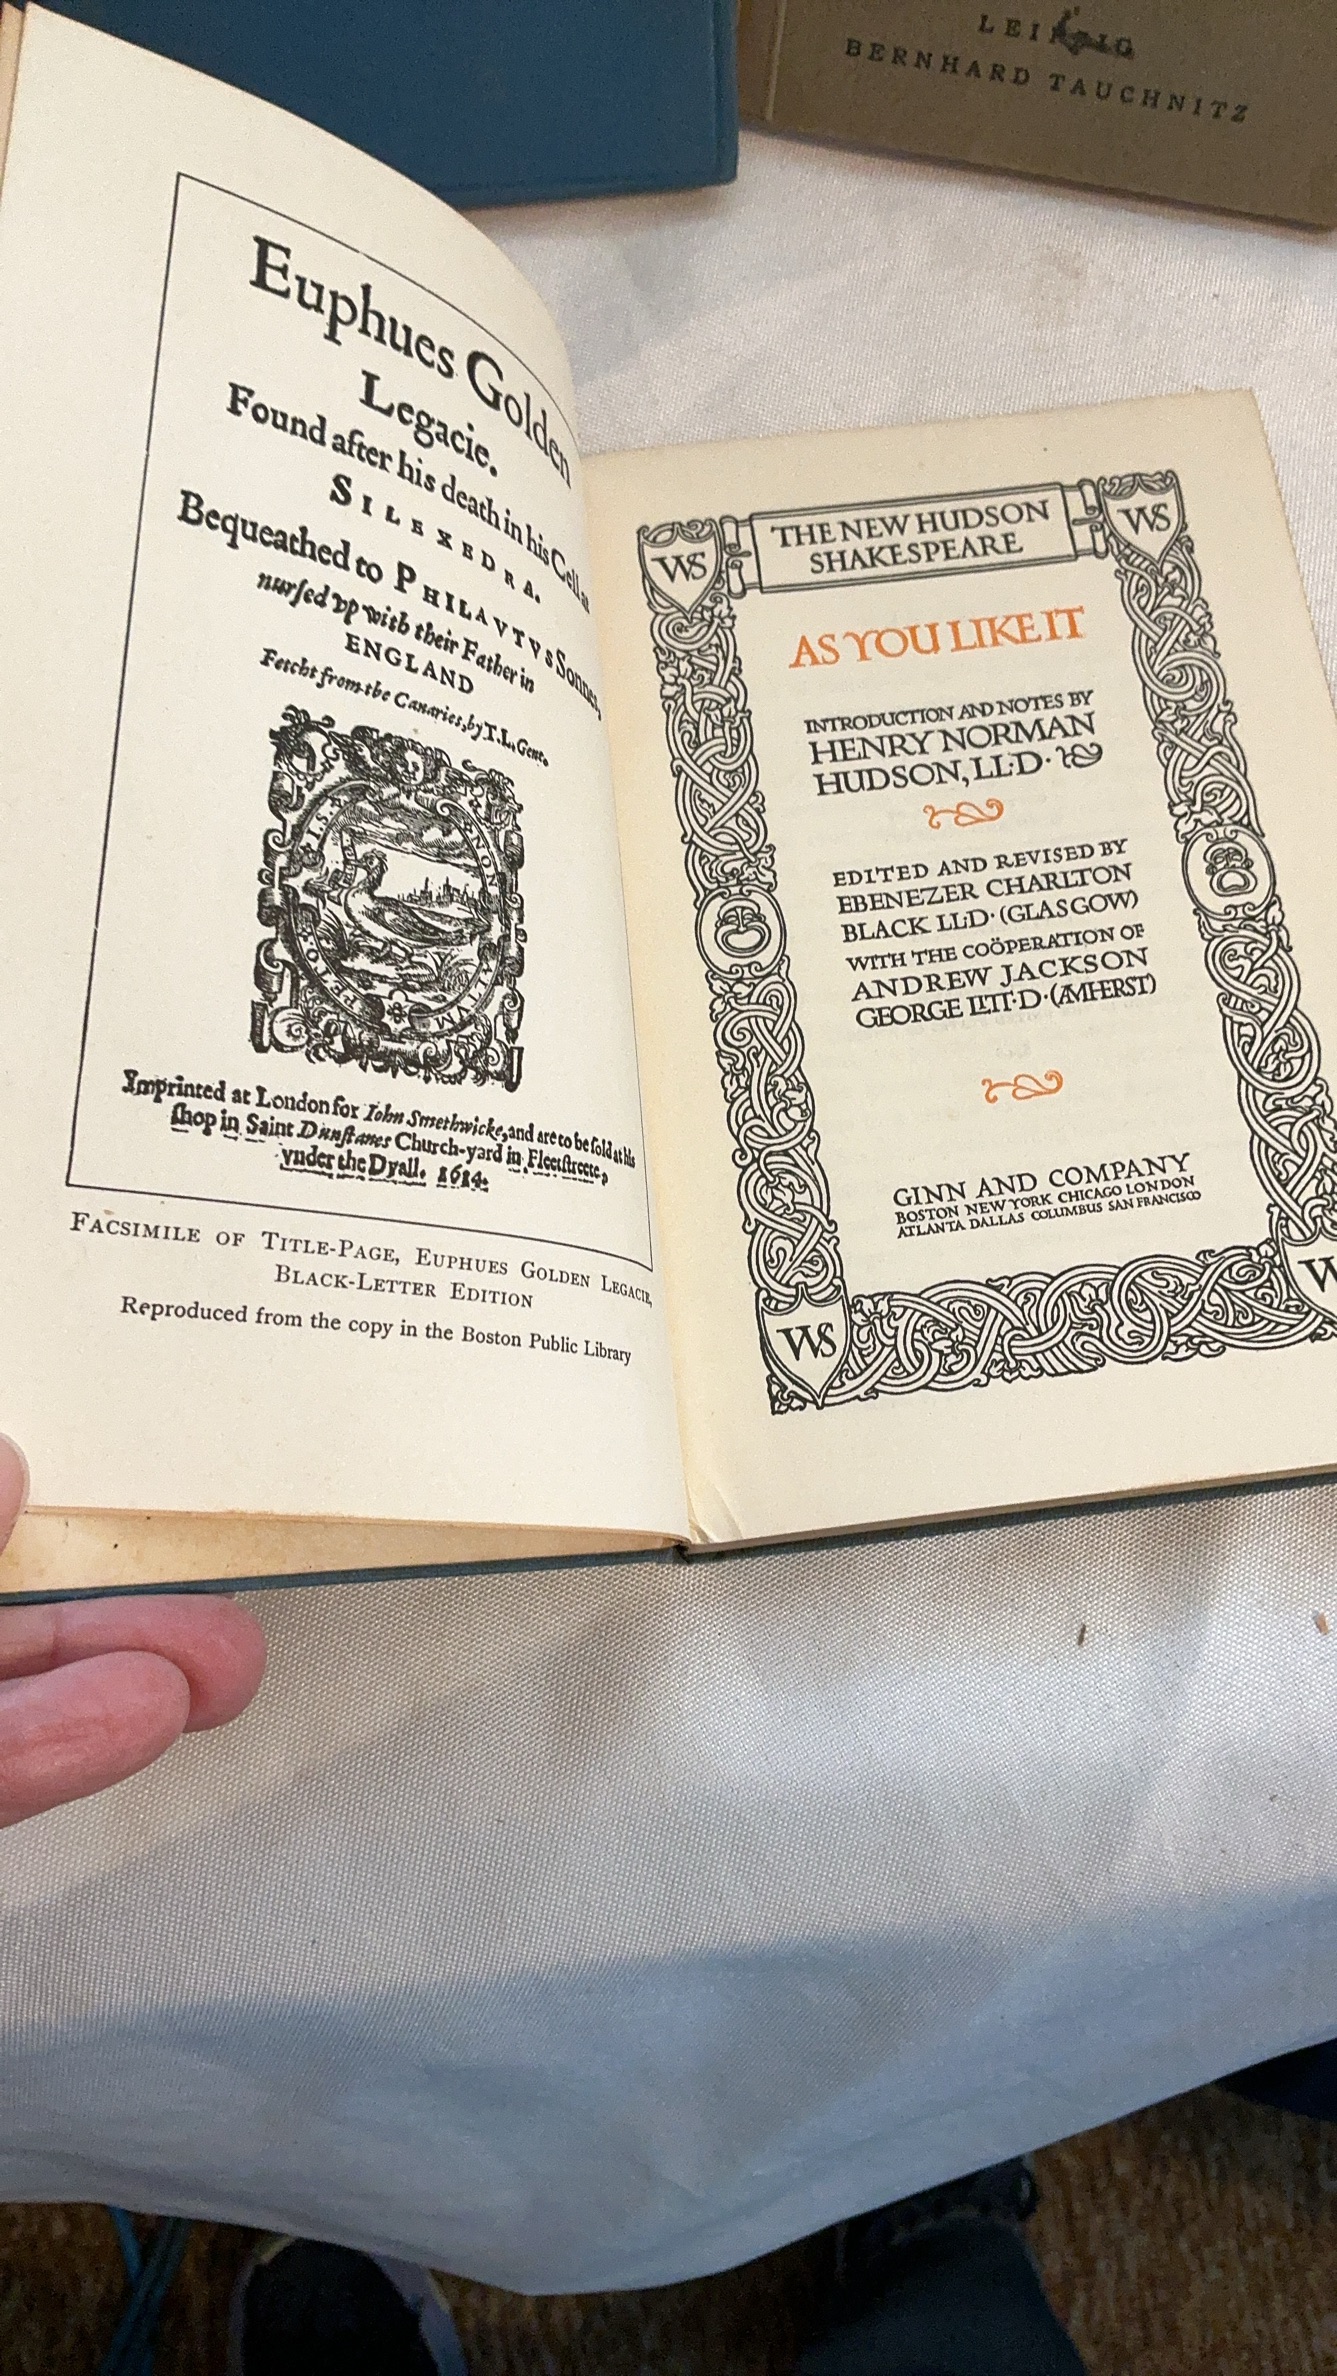 LEIPZIG
BERNHARD TAUCHNITZ
Euphues Golden
Legacie.
Found after his death in his Cell at
SILEXEDRA.
Bequeathed to PHILAVTVS Sonnes,
nurſed vp with their Father in
ENGLAND
Fetcht from the Canaries, by T.L. Gent.
I.S.
NON
ALTVM
PETO
Imprinted at London for Iohn Smethwicke, and are to be ſold at his
ſhop in Saint Dunſtanes Church-yard in Fleetſtreete,
vnder the Dyall. 1614.
FACSIMILE OF TITLE-PAGE, EUPHUES GOLDEN LEGACIE,
BLACK-LETTER EDITION
Reproduced from the copy in the Boston Public Library
WS
THE NEW HUDSON
SHAKESPEARE
WS
AS YOU LIKE IT
INTRODUCTION AND NOTES BY
HENRY NORMAN
HUDSON, LL·D·
EDITED AND REVISED BY
EBENEZER CHARLTON
BLACK LL·D· (GLASGOW)
WITH THE COÖPERATION OF
ANDREW JACKSON
GEORGE LITT·D·(AMHERST)
GINN AND COMPANY
BOSTON NEW YORK CHICAGO LONDON
ATLANTA DALLAS COLUMBUS SAN FRANCISCO
WS
W